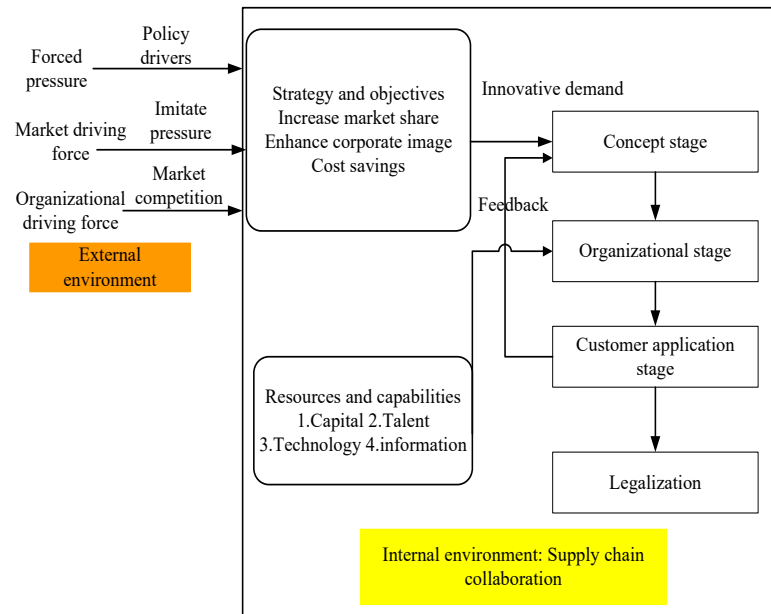 Forced
pressure
Policy
drivers
Market driving
force
Imitate
pressure
Organizational
driving force
Market
competition
External
environment
Strategy and objectives
Increase market share
Enhance corporate image
Cost savings
Innovative demand
Concept stage
Feedback
Organizational stage
Customer application
stage
Resources and capabilities
1.Capital 2.Talent
3.Technology 4.information
Legalization
Internal environment: Supply chain
collaboration